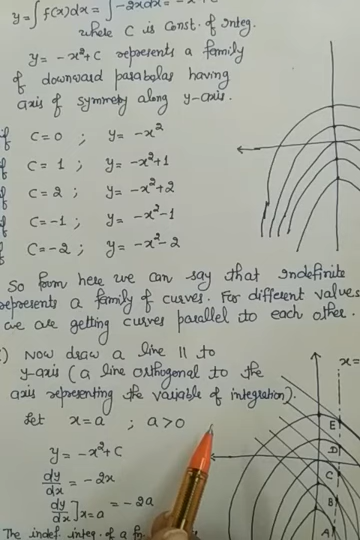 y = ∫ f(x)dx = ∫ -2xdx = -x² + C
where C is Const. of integ.
y = -x²+C represents a family
of downward parabolas having
axis of symmetry along y-axis.
if C=0 ; y= -x²
if C = 1 ; y= -x²+1
if C = 2 ; y= -x²+2
if C=-1 ; y= -x²-1
C=-2 ; y= -x²-2
So form here we can say that indefinite
represents a family of curves. For different values
we are getting curves parallel to each other.
) Now draw a line || to
y-axis (a line orthogonal to the
axis representing the variable of integration).
Let x=a ; a>0
y = -x²+C
dy/dx = -2x
dy/dx]x=a = -2a
The indef. integ. of a fn.
x=
E
D
C
B
A